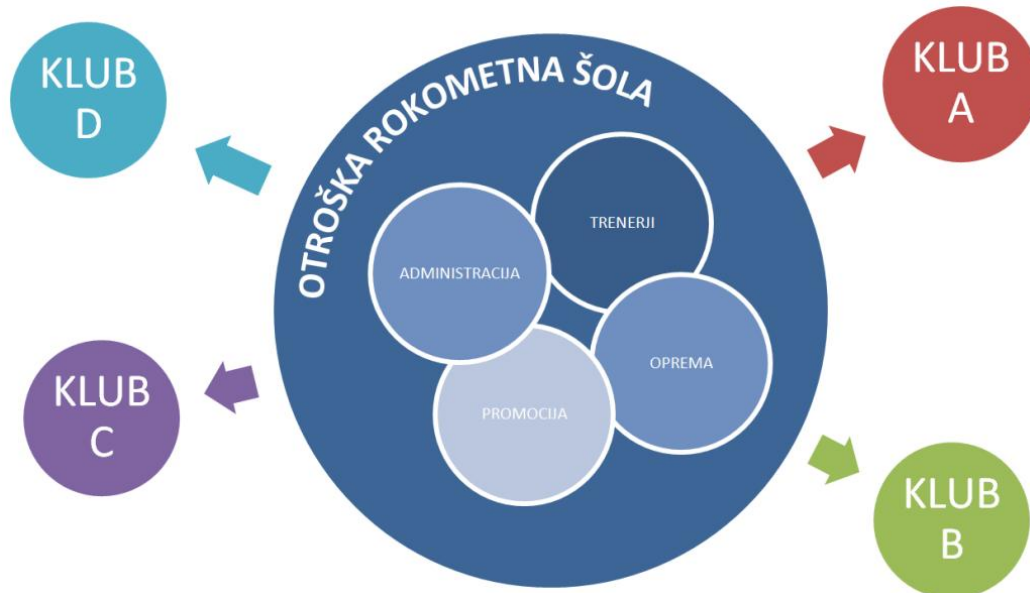 KLUB
D
KLUB
A
OTROŠKA ROKOMETNA ŠOLA
TRENERJI
ADMINISTRACIJA
OPREMA
PROMOCIJA
KLUB
C
KLUB
B